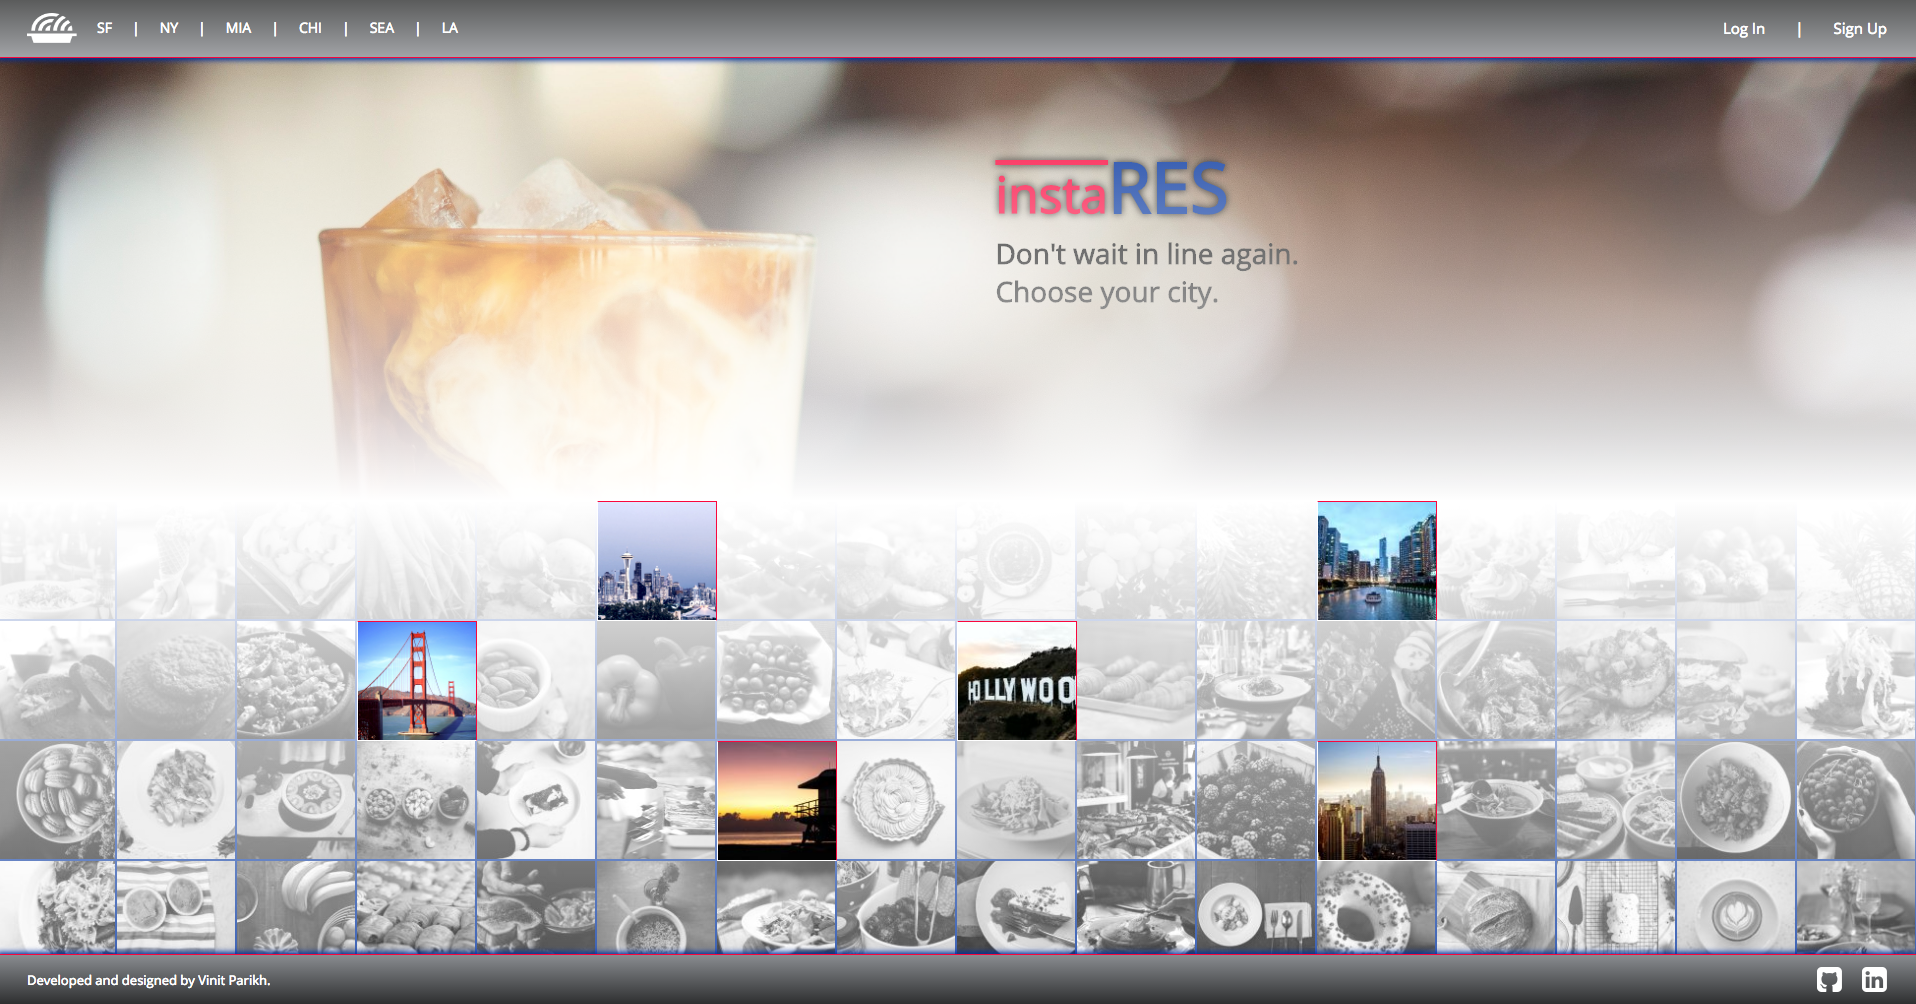 SF | NY | MIA | CHI | SEA | LA
Log In | Sign Up
instaRES
Don't wait in line again.
Choose your city.
HOLLYWOO
Developed and designed by Vinit Parikh.
in